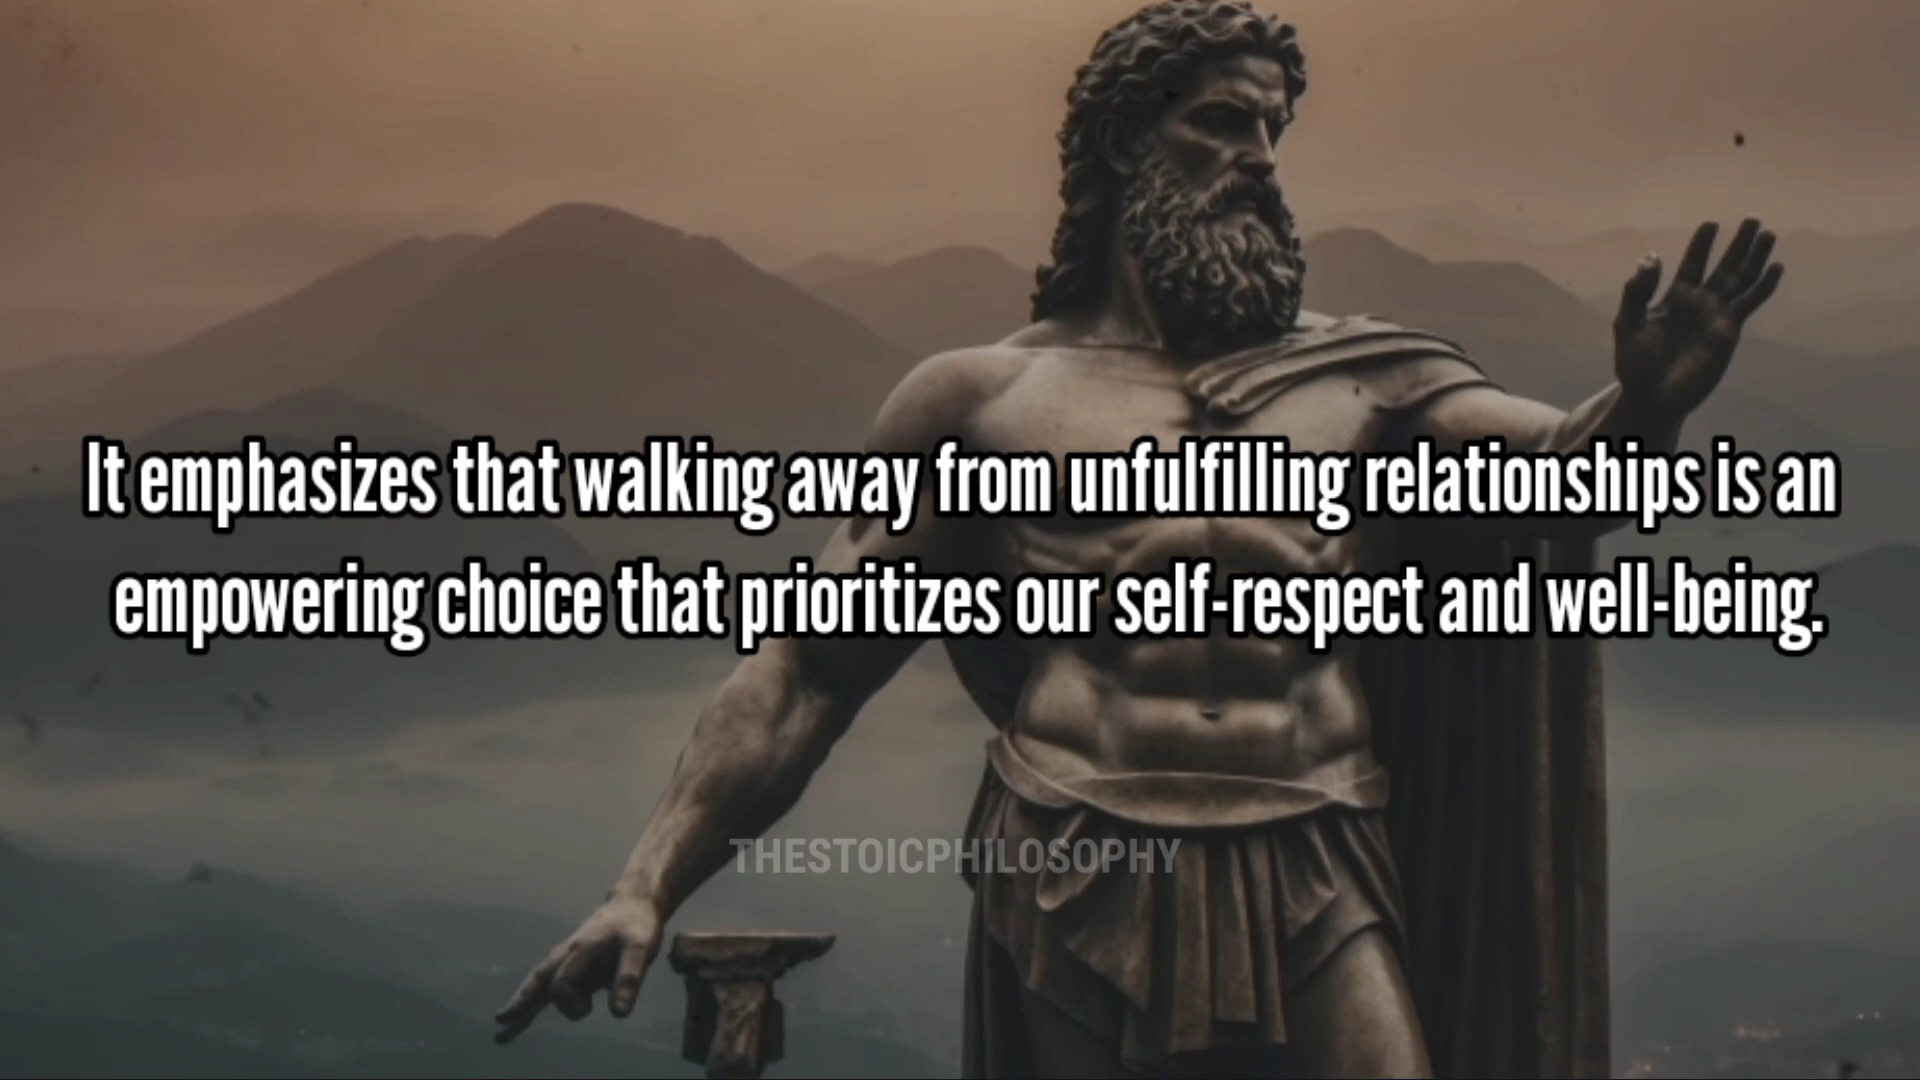 It emphasizes that walking away from unfulfilling relationships is an
empowering choice that prioritizes our self-respect and well-being.
THESTOICPHILOSOPHY